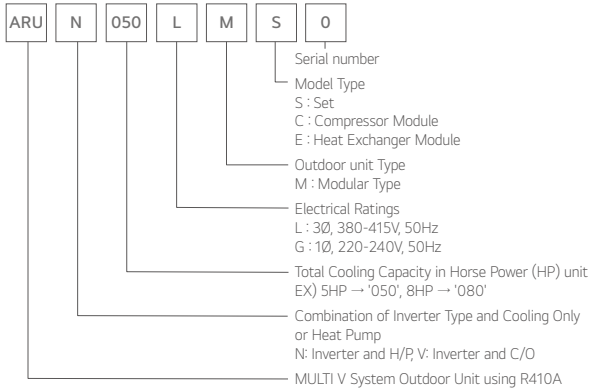 ARU N 050 L M S 0
Serial number
Model Type
S : Set
C : Compressor Module
E : Heat Exchanger Module
Outdoor unit Type
M : Modular Type
Electrical Ratings
L : 3Ø, 380-415V, 50Hz
G : 1Ø, 220-240V, 50Hz
Total Cooling Capacity in Horse Power (HP) unit
EX) 5HP → '050', 8HP → '080'
Combination of Inverter Type and Cooling Only
or Heat Pump
N: Inverter and H/P, V: Inverter and C/O
MULTI V System Outdoor Unit using R410A